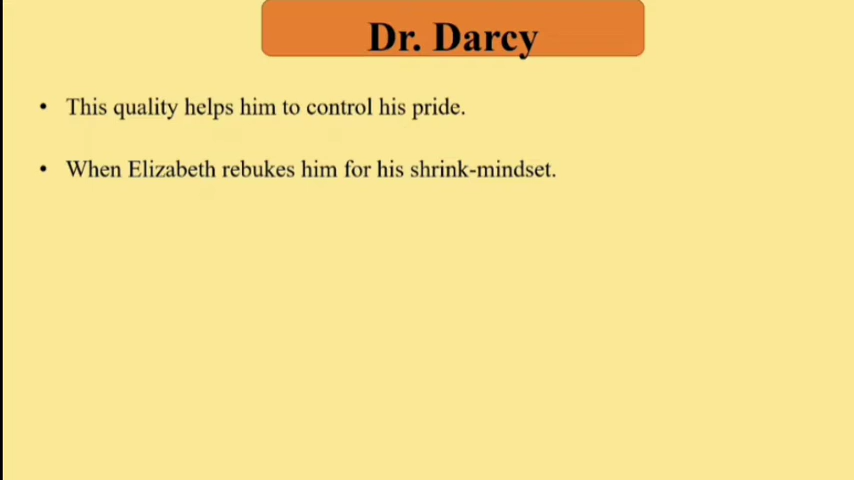 Dr. Darcy
• This quality helps him to control his pride.
• When Elizabeth rebukes him for his shrink-mindset.